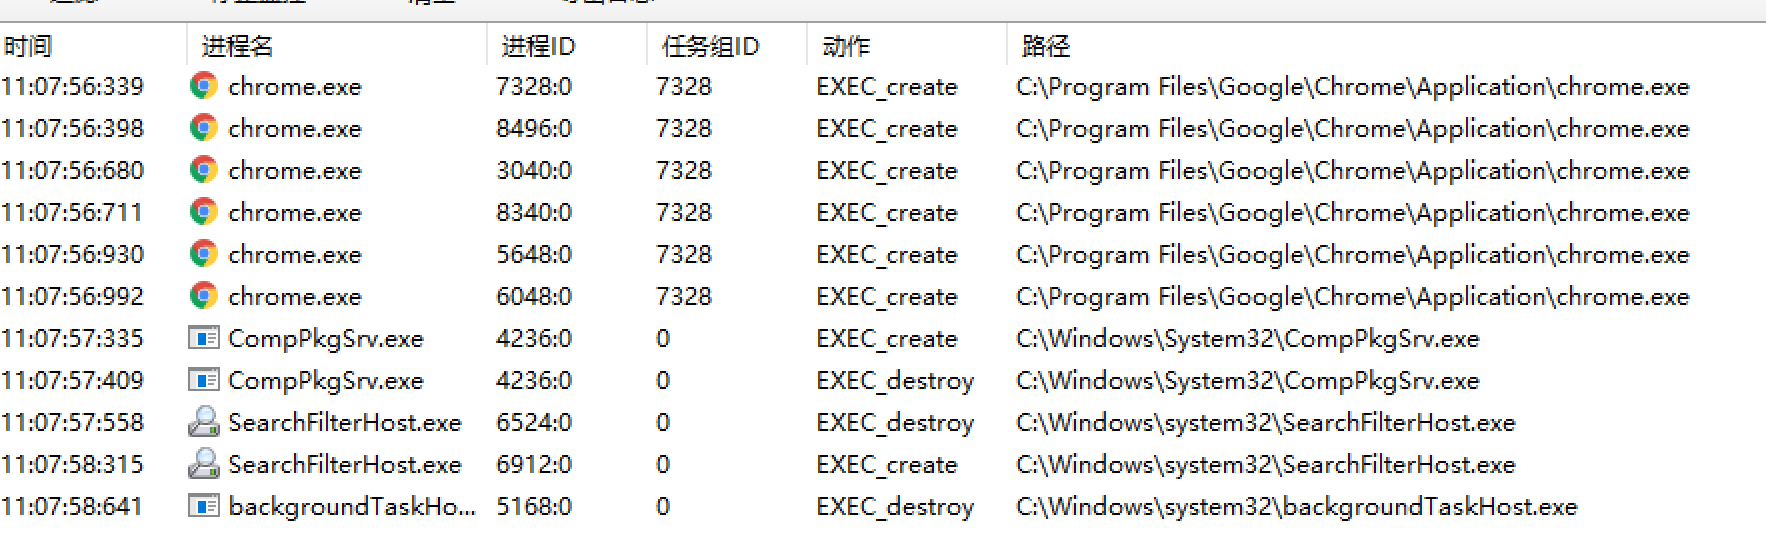 时间 进程名 进程ID 任务组ID 动作 路径
11:07:56:339 chrome.exe 7328:0 7328 EXEC_create C:\Program Files\Google\Chrome\Application\chrome.exe
11:07:56:398 chrome.exe 8496:0 7328 EXEC_create C:\Program Files\Google\Chrome\Application\chrome.exe
11:07:56:680 chrome.exe 3040:0 7328 EXEC_create C:\Program Files\Google\Chrome\Application\chrome.exe
11:07:56:711 chrome.exe 8340:0 7328 EXEC_create C:\Program Files\Google\Chrome\Application\chrome.exe
11:07:56:930 chrome.exe 5648:0 7328 EXEC_create C:\Program Files\Google\Chrome\Application\chrome.exe
11:07:56:992 chrome.exe 6048:0 7328 EXEC_create C:\Program Files\Google\Chrome\Application\chrome.exe
11:07:57:335 CompPkgSrv.exe 4236:0 0 EXEC_create C:\Windows\System32\CompPkgSrv.exe
11:07:57:409 CompPkgSrv.exe 4236:0 0 EXEC_destroy C:\Windows\System32\CompPkgSrv.exe
11:07:57:558 SearchFilterHost.exe 6524:0 0 EXEC_destroy C:\Windows\system32\SearchFilterHost.exe
11:07:58:315 SearchFilterHost.exe 6912:0 0 EXEC_create C:\Windows\system32\SearchFilterHost.exe
11:07:58:641 backgroundTaskHo... 5168:0 0 EXEC_destroy C:\Windows\system32\backgroundTaskHost.exe